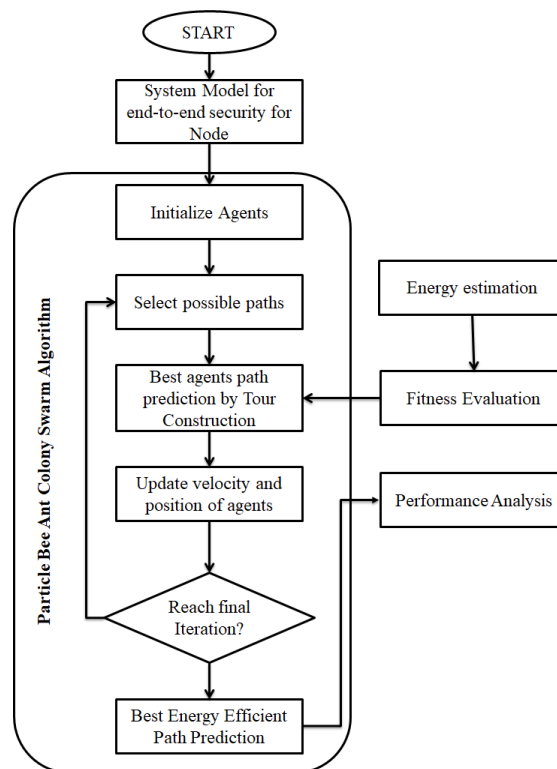 START
System Model for
end-to-end security for
Node
Initialize Agents
Select possible paths
Energy estimation
Best agents path
prediction by Tour
Construction
Fitness Evaluation
Update velocity and
position of agents
Performance Analysis
Reach final
Iteration?
Best Energy Efficient
Path Prediction
Particle Bee Ant Colony Swarm Algorithm